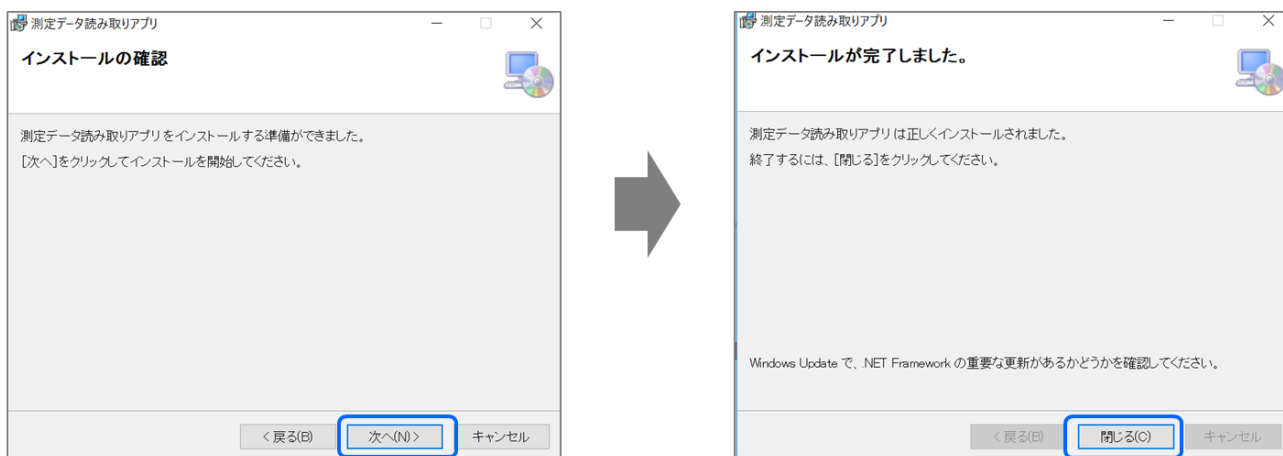 測定データ読み取りアプリ
インストールの確認
測定データ読み取りアプリをインストールする準備ができました。
[次へ]をクリックしてインストールを開始してください。
< 戻る(B)
次へ(N) >
キャンセル
測定データ読み取りアプリ
インストールが完了しました。
測定データ読み取りアプリ は正しくインストールされました。
終了するには、[閉じる]をクリックしてください。
Windows Update で、.NET Framework の重要な更新があるかどうかを確認してください。
< 戻る(B)
閉じる(C)
キャンセル